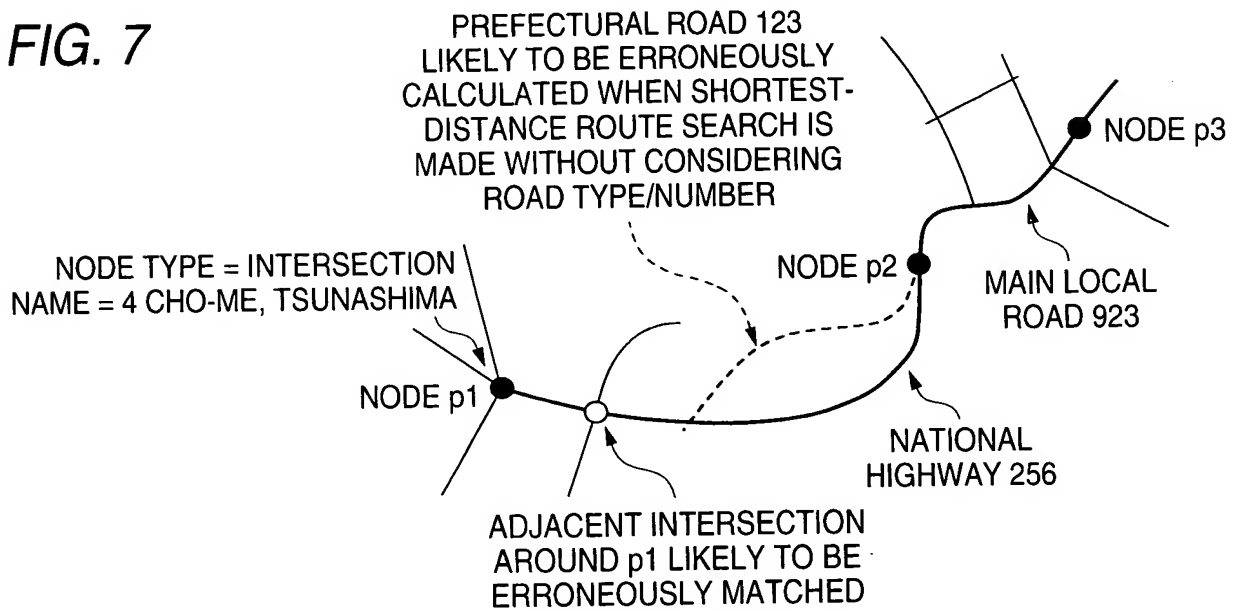 FIG. 7
PREFECTURAL ROAD 123
LIKELY TO BE ERRONEOUSLY
CALCULATED WHEN SHORTEST-
DISTANCE ROUTE SEARCH IS
MADE WITHOUT CONSIDERING
ROAD TYPE/NUMBER
NODE p3
NODE TYPE = INTERSECTION
NAME = 4 CHO-ME, TSUNASHIMA
NODE p2
MAIN LOCAL
ROAD 923
NODE p1
NATIONAL
HIGHWAY 256
ADJACENT INTERSECTION
AROUND p1 LIKELY TO BE
ERRONEOUSLY MATCHED